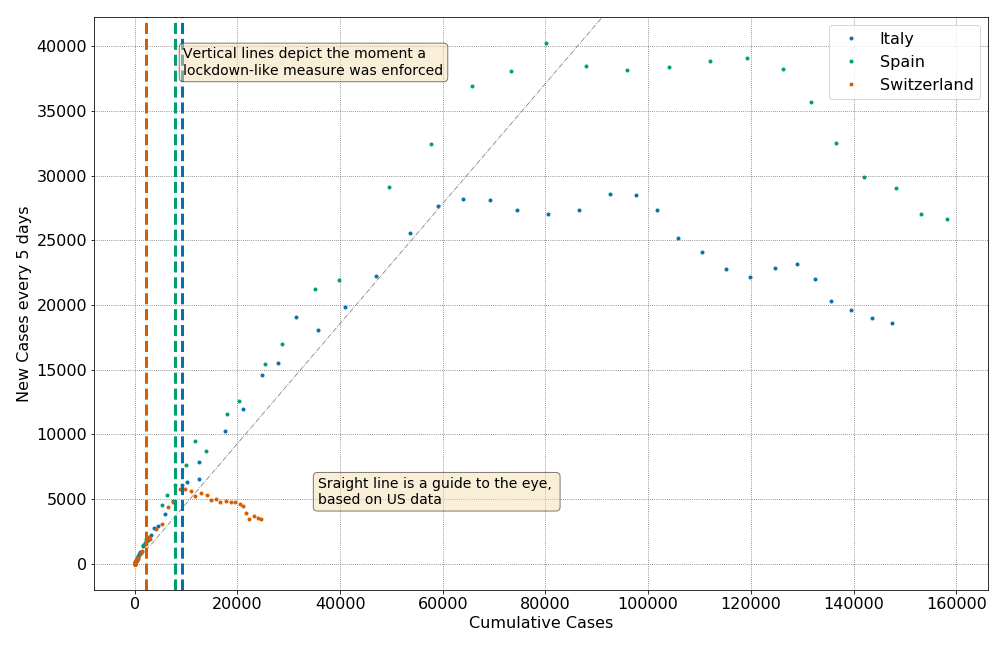 Vertical lines depict the moment a
lockdown-like measure was enforced
Italy
Spain
Switzerland
Sraight line is a guide to the eye,
based on US data
New Cases every 5 days
40000
35000
30000
25000
20000
15000
10000
5000
0
0 20000 40000 60000 80000 100000 120000 140000 160000
Cumulative Cases